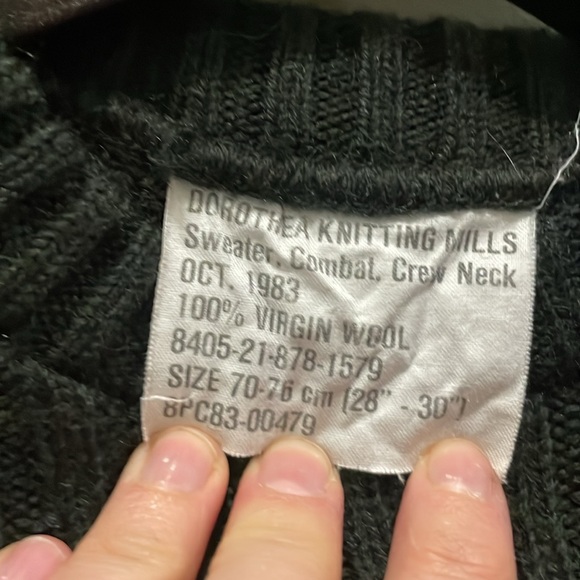 DOROTHEA KNITTING MILLS
Sweater, Combat, Crew Neck
OCT. 1983
100% VIRGIN WOOL
8405-21-878-1579
SIZE 70-76 cm (28" - 30")
8PC83-00479